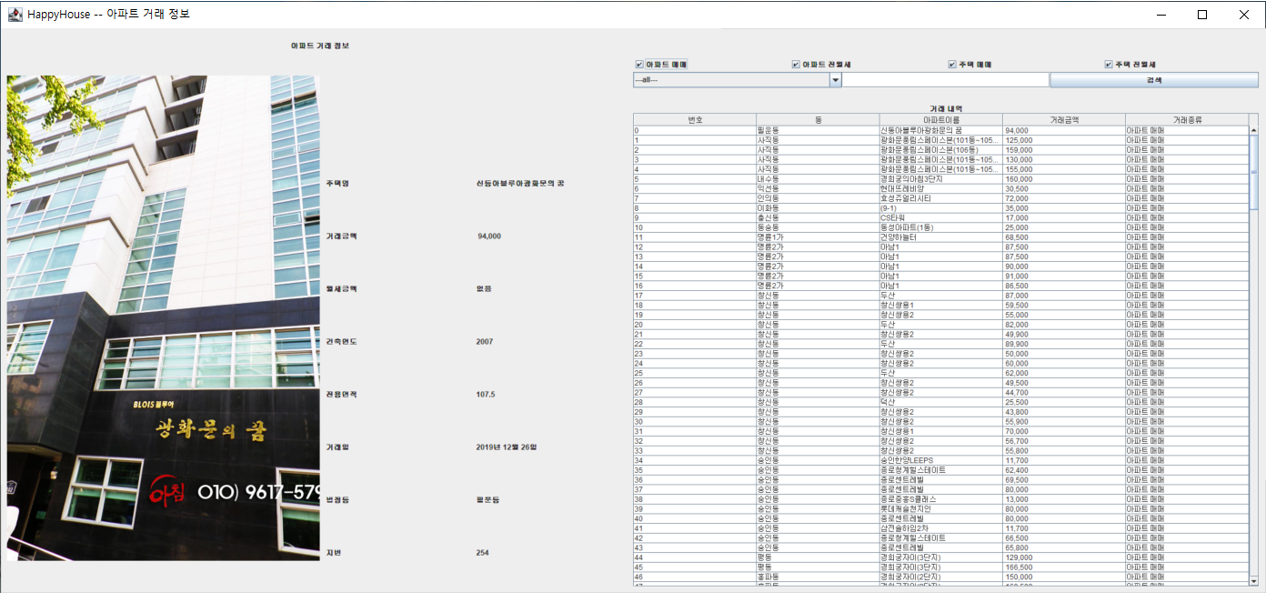 HappyHouse -- 아파트 거래 정보
아파트 거래 정보
BLOIS 블루아
광화문의 꿈
아침 010) 9617-579
주택명 신동아블루아광화문의 꿈
거래금액 94,000
월세금액 없음
건축연도 2007
전용면적 107.5
거래일 2019년 12월 26일
법정동 필운동
지번 254
아파트 매매 아파트 전월세 주택 매매 주택 전월세
---all--- 검색
거래 내역
번호 동 아파트이름 거래금액 거래종류
0 필운동 신동아블루아광화문의 꿈 94,000 아파트 매매
1 사직동 광화문풍림스페이스본(101동~105... 125,000 아파트 매매
2 사직동 광화문풍림스페이스본(106동) 159,000 아파트 매매
3 사직동 광화문풍림스페이스본(101동~105... 130,000 아파트 매매
4 사직동 광화문풍림스페이스본(101동~105... 155,000 아파트 매매
5 내수동 경희궁의아침3단지 160,000 아파트 매매
6 익선동 현대뜨레비앙 30,500 아파트 매매
7 인의동 효성쥬얼리시티 72,000 아파트 매매
8 이화동 (9-1) 35,000 아파트 매매
9 충신동 CS타워 17,000 아파트 매매
10 동숭동 동성아파트(1동) 25,000 아파트 매매
11 명륜1가 건양하늘터 68,500 아파트 매매
12 명륜2가 아남1 87,500 아파트 매매
13 명륜2가 아남1 87,500 아파트 매매
14 명륜2가 아남1 90,000 아파트 매매
15 명륜2가 아남1 91,000 아파트 매매
16 명륜2가 아남1 86,500 아파트 매매
17 창신동 두산 87,000 아파트 매매
18 창신동 창신쌍용1 59,500 아파트 매매
19 창신동 창신쌍용2 55,000 아파트 매매
20 창신동 두산 82,000 아파트 매매
21 창신동 창신쌍용2 49,900 아파트 매매
22 창신동 두산 89,900 아파트 매매
23 창신동 창신쌍용2 50,000 아파트 매매
24 창신동 창신쌍용2 60,000 아파트 매매
25 창신동 두산 62,000 아파트 매매
26 창신동 창신쌍용2 49,500 아파트 매매
27 창신동 창신쌍용2 44,700 아파트 매매
28 창신동 덕산 25,500 아파트 매매
29 창신동 창신쌍용2 43,800 아파트 매매
30 창신동 창신쌍용2 55,900 아파트 매매
31 창신동 창신쌍용1 70,000 아파트 매매
32 창신동 창신쌍용2 56,700 아파트 매매
33 창신동 창신쌍용2 55,800 아파트 매매
34 숭인동 숭인한양LEEPS 11,700 아파트 매매
35 숭인동 종로청계힐스테이트 62,400 아파트 매매
36 숭인동 종로센트레빌 69,500 아파트 매매
37 숭인동 종로센트레빌 80,000 아파트 매매
38 숭인동 종로중흥S클래스 13,000 아파트 매매
39 숭인동 롯데캐슬천지인 80,000 아파트 매매
40 숭인동 종로센트레빌 80,000 아파트 매매
41 숭인동 삼전솔하임2차 11,700 아파트 매매
42 숭인동 종로청계힐스테이트 66,500 아파트 매매
43 숭인동 종로센트레빌 65,800 아파트 매매
44 평동 경희궁자이(3단지) 129,000 아파트 매매
45 평동 경희궁자이(3단지) 166,500 아파트 매매
46 홍파동 경희궁자이(2단지) 150,000 아파트 매매